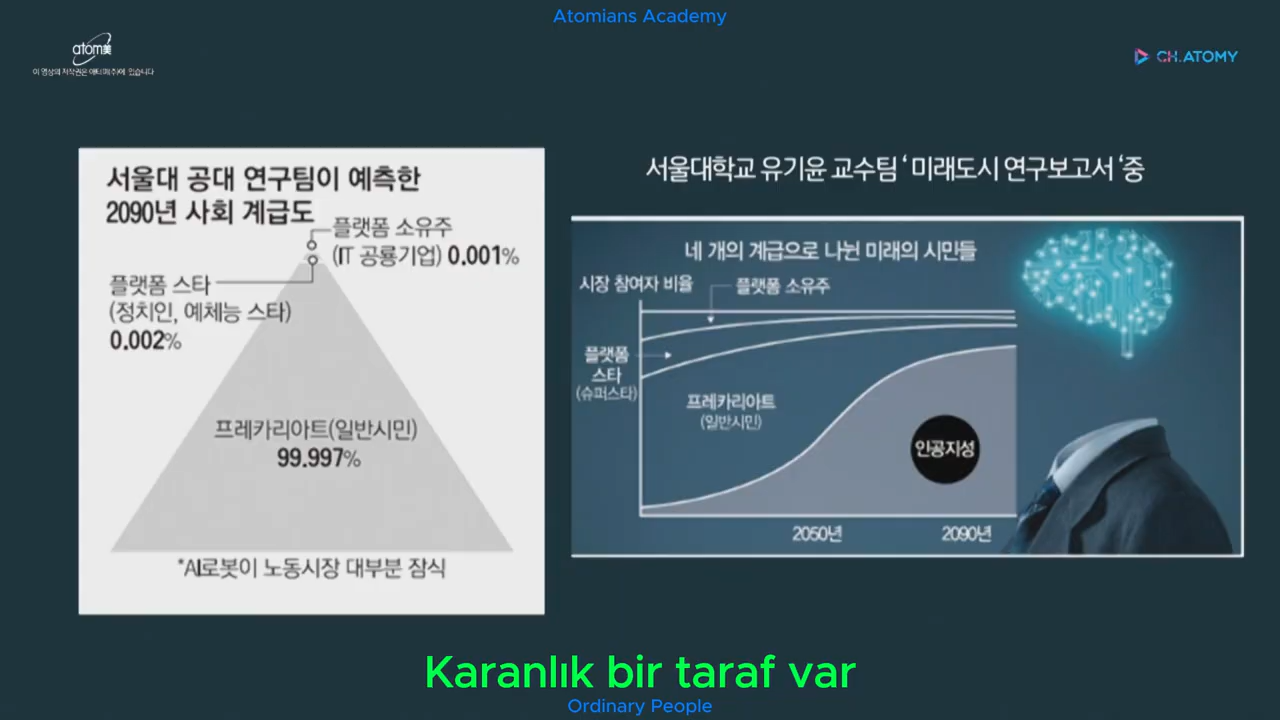 Atomians Academy
atom美
이 영상의 저작권은 애터미(주)에 있습니다
CH.ATOMY
서울대 공대 연구팀이 예측한
2090년 사회 계급도
플랫폼 소유주
(IT 공룡기업) 0.001%
플랫폼 스타
(정치인, 예체능 스타)
0.002%
프레카리아트(일반시민)
99.997%
*AI로봇이 노동시장 대부분 잠식
서울대학교 유기윤 교수팀 ‘ 미래도시 연구보고서 ‘중
네 개의 계급으로 나뉜 미래의 시민들
시장 참여자 비율
플랫폼 소유주
플랫폼
스타
(슈퍼스타)
프레카리아트
(일반시민)
인공지성
2050년
2090년
Karanlık bir taraf var
Ordinary People